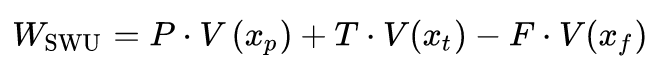 W_SWU = P · V (x_p) + T · V(x_t) − F · V(x_f)